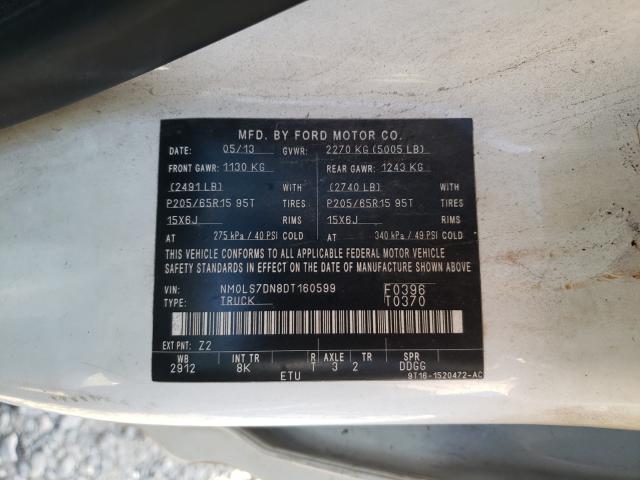 MFD. BY FORD MOTOR CO.
DATE: 05/13 GVWR: 2270 KG (5005 LB)
FRONT GAWR: 1130 KG REAR GAWR: 1243 KG
(2491 LB) WITH (2740 LB) WITH
P205/65R15 95T TIRES P205/65R15 95T TIRES
15X6J RIMS 15X6J RIMS
AT 275 kPa / 40 PSI COLD AT 340 kPa / 49 PSI COLD
THIS VEHICLE CONFORMS TO ALL APPLICABLE FEDERAL MOTOR VEHICLE
SAFETY STANDARDS IN EFFECT ON THE DATE OF MANUFACTURE SHOWN ABOVE.
VIN: NM0LS7DN8DT160599 F0396
TYPE: TRUCK T0370
EXT PNT: Z2
WB INT TR R AXLE TR SPR
2912 8K T 3 2 DDGG
ETU 9T16-1520472-AC